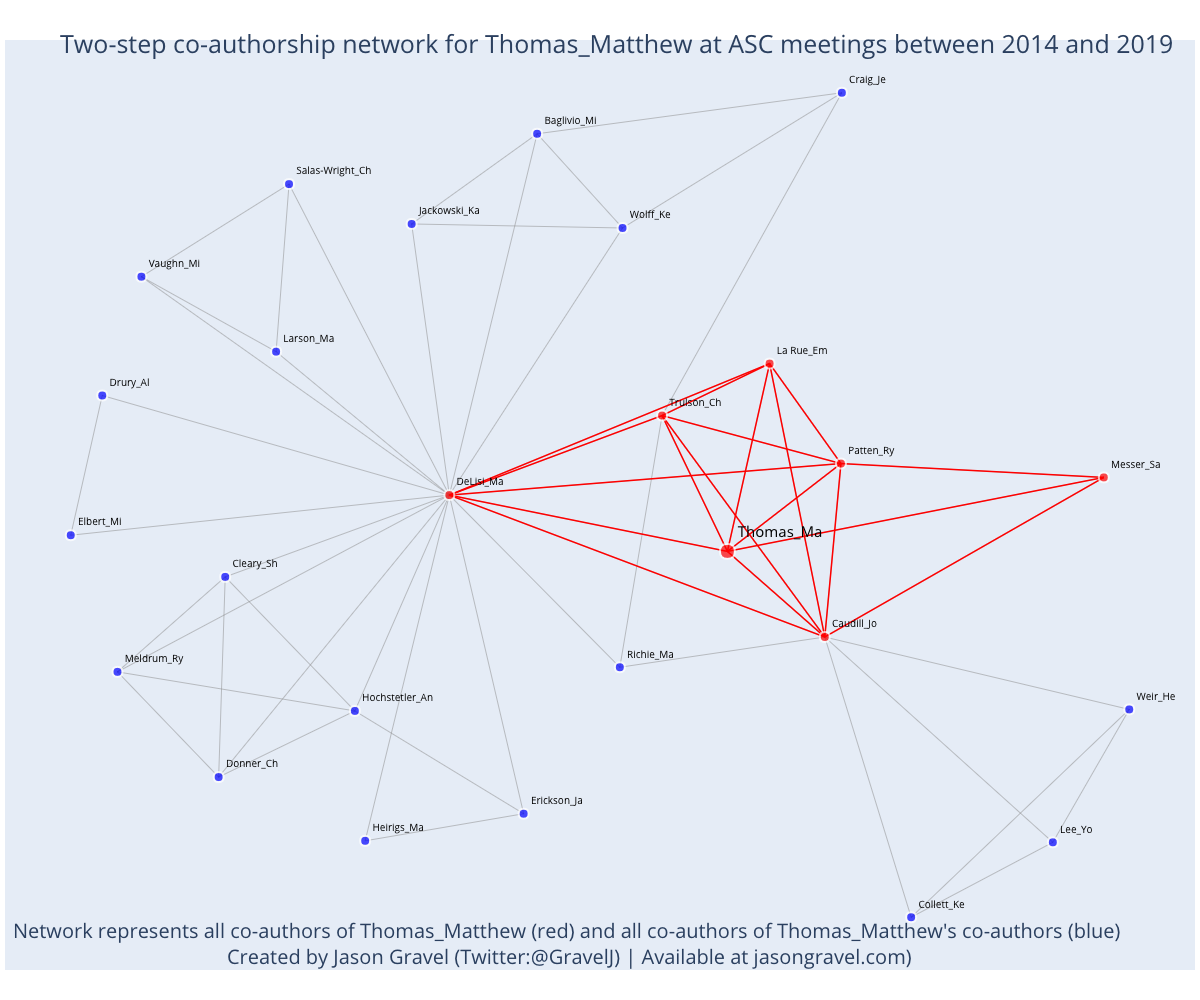 Two-step co-authorship network for Thomas_Matthew at ASC meetings between 2014 and 2019
Craig_Je
Baglivio_Mi
Salas-Wright_Ch
Jackowski_Ka
Wolff_Ke
Vaughn_Mi
Larson_Ma
La Rue_Em
Drury_Al
Trulson_Ch
Patten_Ry
Messer_Sa
DeLisi_Ma
Elbert_Mi
Thomas_Ma
Cleary_Sh
Caudill_Jo
Richie_Ma
Meldrum_Ry
Hochstetler_An
Weir_He
Donner_Ch
Erickson_Ja
Heirigs_Ma
Lee_Yo
Collett_Ke
Network represents all co-authors of Thomas_Matthew (red) and all co-authors of Thomas_Matthew's co-authors (blue)
Created by Jason Gravel (Twitter:@GravelJ) | Available at jasongravel.com)